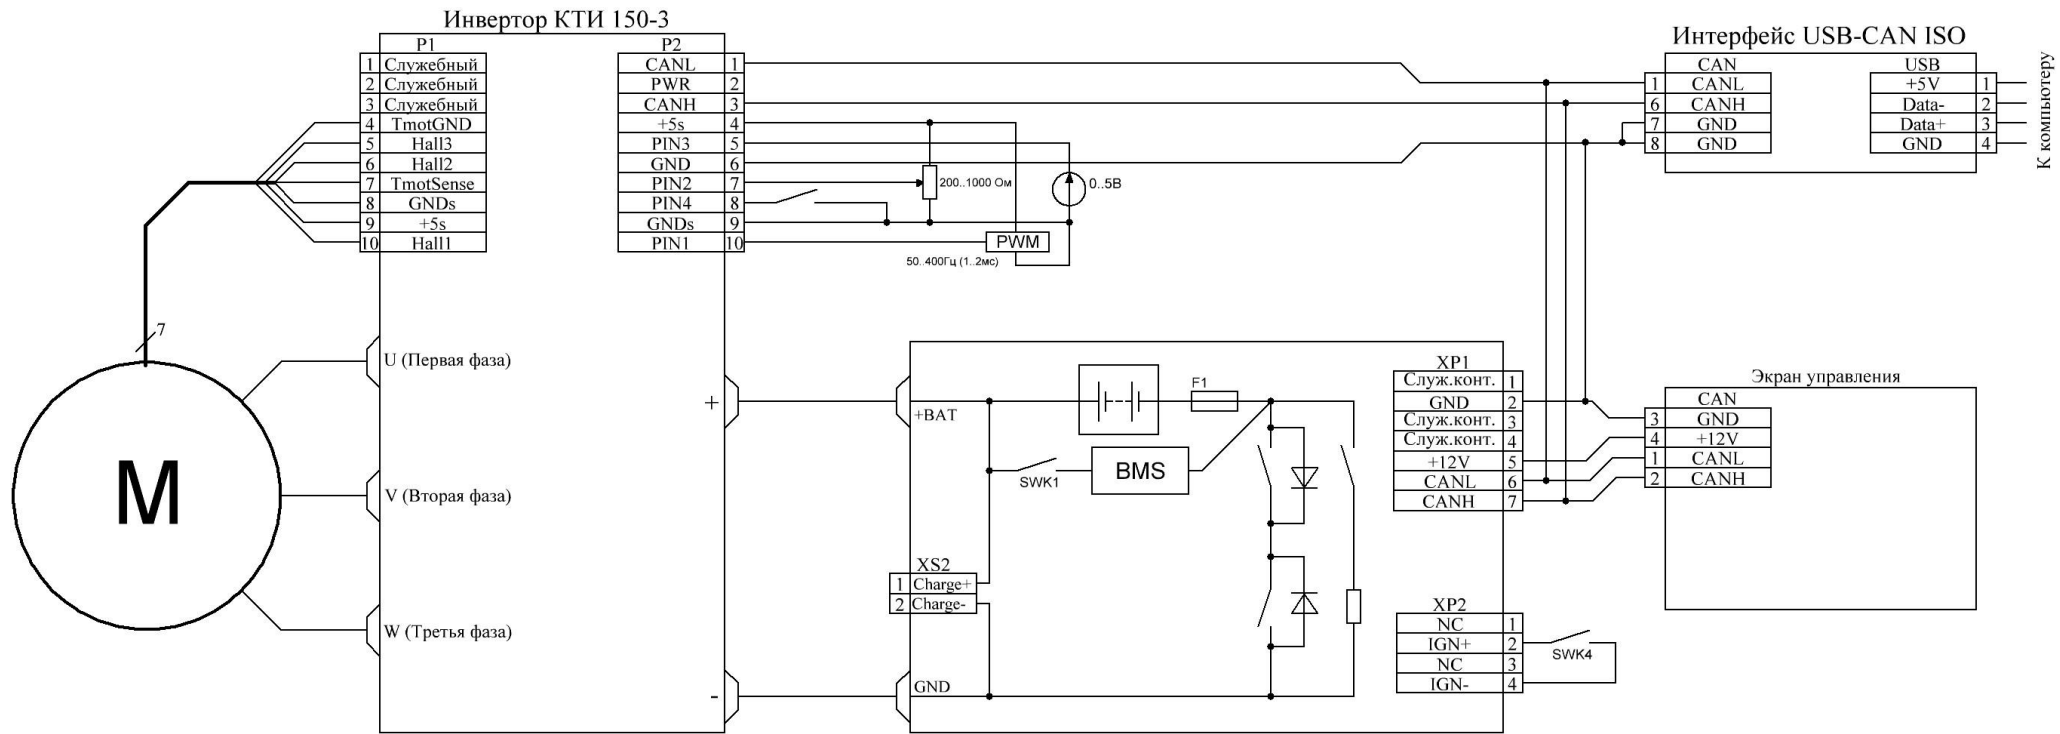 Инвертор КТИ 150-3
P1
1 Служебный
2 Служебный
3 Служебный
4 TmotGND
5 Hall3
6 Hall2
7 TmotSense
8 GNDs
9 +5s
10 Hall1
P2
CANL 1
PWR 2
CANH 3
+5s 4
PIN3 5
GND 6
PIN2 7
PIN4 8
GNDs 9
PIN1 10
200..1000 Ом
0..5В
PWM
50..400Гц (1..2мс)
Интерфейс USB-CAN ISO
CAN
1 CANL
6 CANH
7 GND
8 GND
USB
+5V 1
Data- 2
Data+ 3
GND 4
К компьютеру
7
M
U (Первая фаза)
V (Вторая фаза)
W (Третья фаза)
+
-
+BAT
F1
SWK1
BMS
XS2
1 Charge+
2 Charge-
GND
XP1
Служ.конт. 1
GND 2
Служ.конт. 3
Служ.конт. 4
+12V 5
CANL 6
CANH 7
XP2
NC 1
IGN+ 2
NC 3
IGN- 4
SWK4
Экран управления
CAN
3 GND
4 +12V
1 CANL
2 CANH